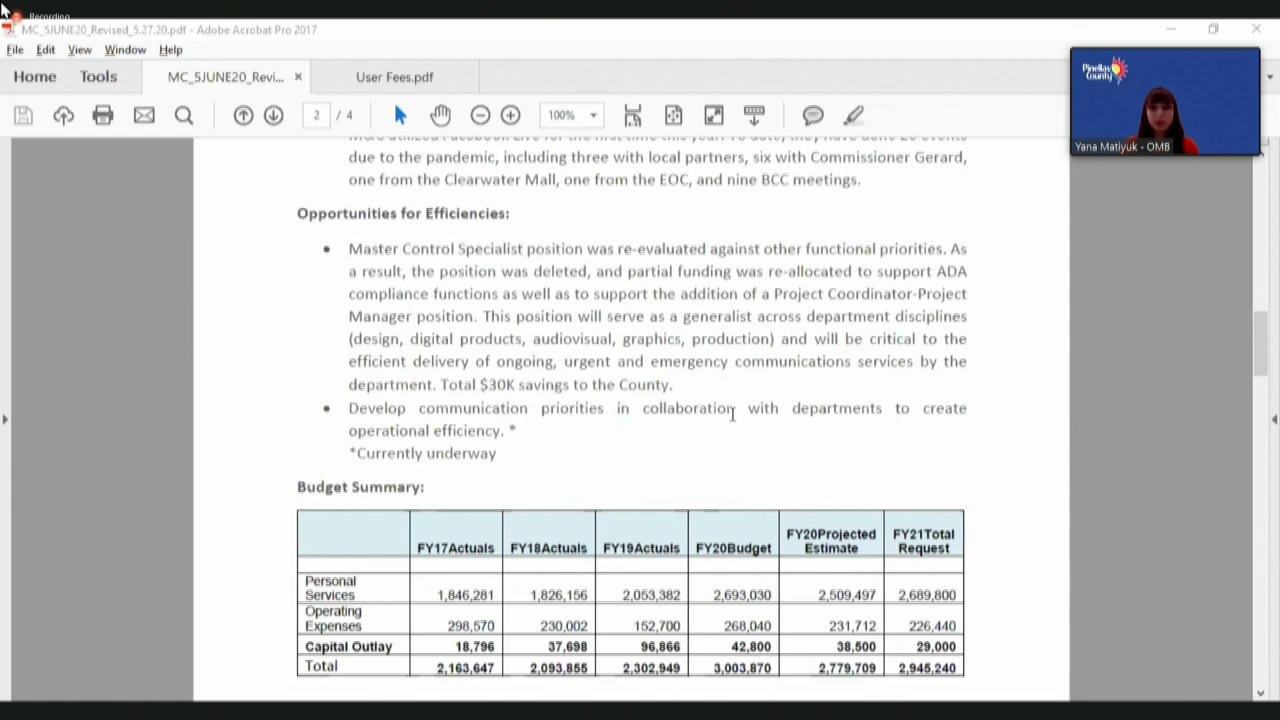 Recording
MC_5JUNE20_Revised_5.27.20.pdf - Adobe Acrobat Pro 2017
File Edit View Window Help
Home Tools MC_5JUNE20_Revi... × User Fees.pdf
2 / 4 100%
Pinellas
County
Yana Matiyuk - OMB
due to the pandemic, including three with local partners, six with Commissioner Gerard,
one from the Clearwater Mall, one from the EOC, and nine BCC meetings.
Opportunities for Efficiencies:
• Master Control Specialist position was re-evaluated against other functional priorities. As
a result, the position was deleted, and partial funding was re-allocated to support ADA
compliance functions as well as to support the addition of a Project Coordinator-Project
Manager position. This position will serve as a generalist across department disciplines
(design, digital products, audiovisual, graphics, production) and will be critical to the
efficient delivery of ongoing, urgent and emergency communications services by the
department. Total $30K savings to the County.
• Develop communication priorities in collaboration with departments to create
operational efficiency. *
*Currently underway
Budget Summary:
FY17Actuals FY18Actuals FY19Actuals FY20Budget FY20Projected Estimate FY21Total Request
Personal Services 1,846,281 1,826,156 2,053,382 2,693,030 2,509,497 2,689,800
Operating Expenses 298,570 230,002 152,700 268,040 231,712 226,440
Capital Outlay 18,796 37,698 96,866 42,800 38,500 29,000
Total 2,163,647 2,093,855 2,302,949 3,003,870 2,779,709 2,945,240